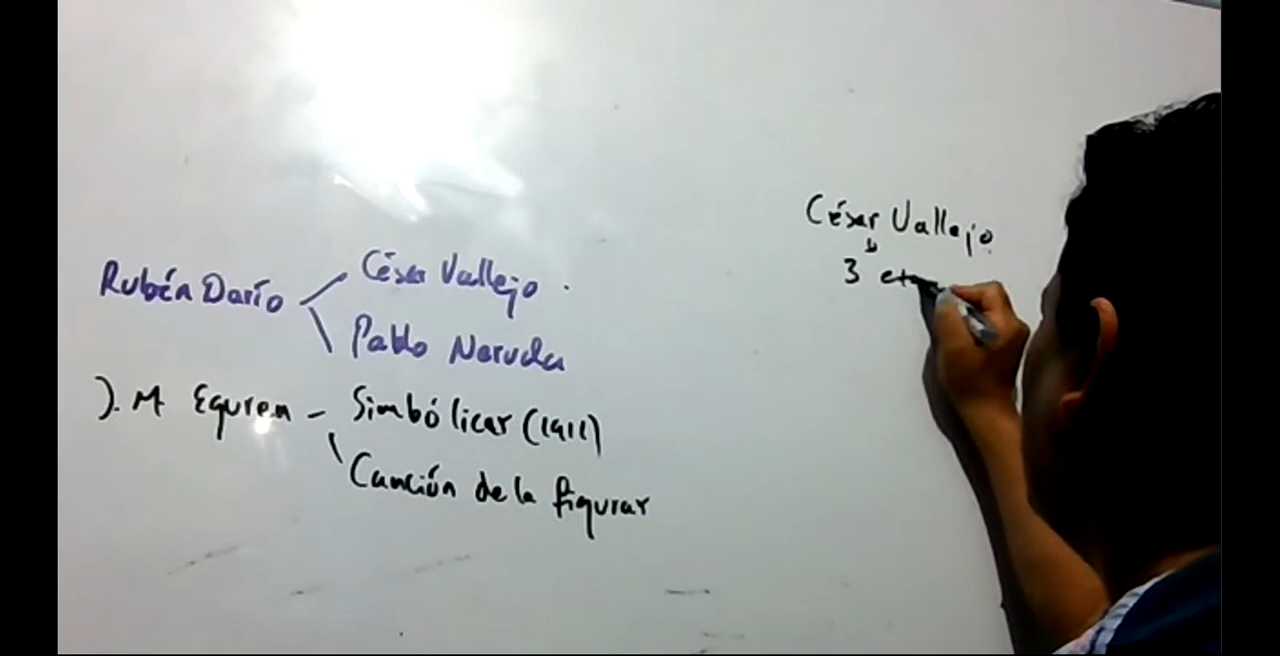 Rubén Darío
César Vallejo
Pablo Neruda
J. M Eguren - Simbólicas (1911)
Canción de la figuras
César Vallejo
3